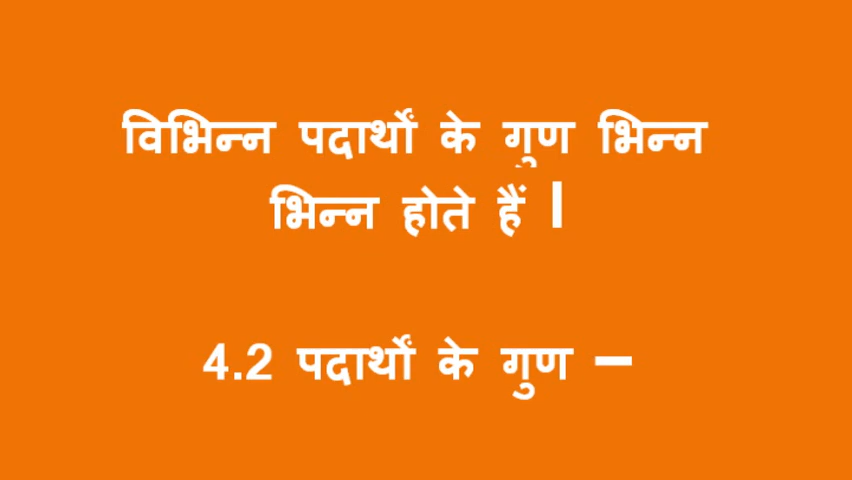 विभिन्न पदार्थों के गुण भिन्न
भिन्न होते हैं |
4.2 पदार्थों के गुण –